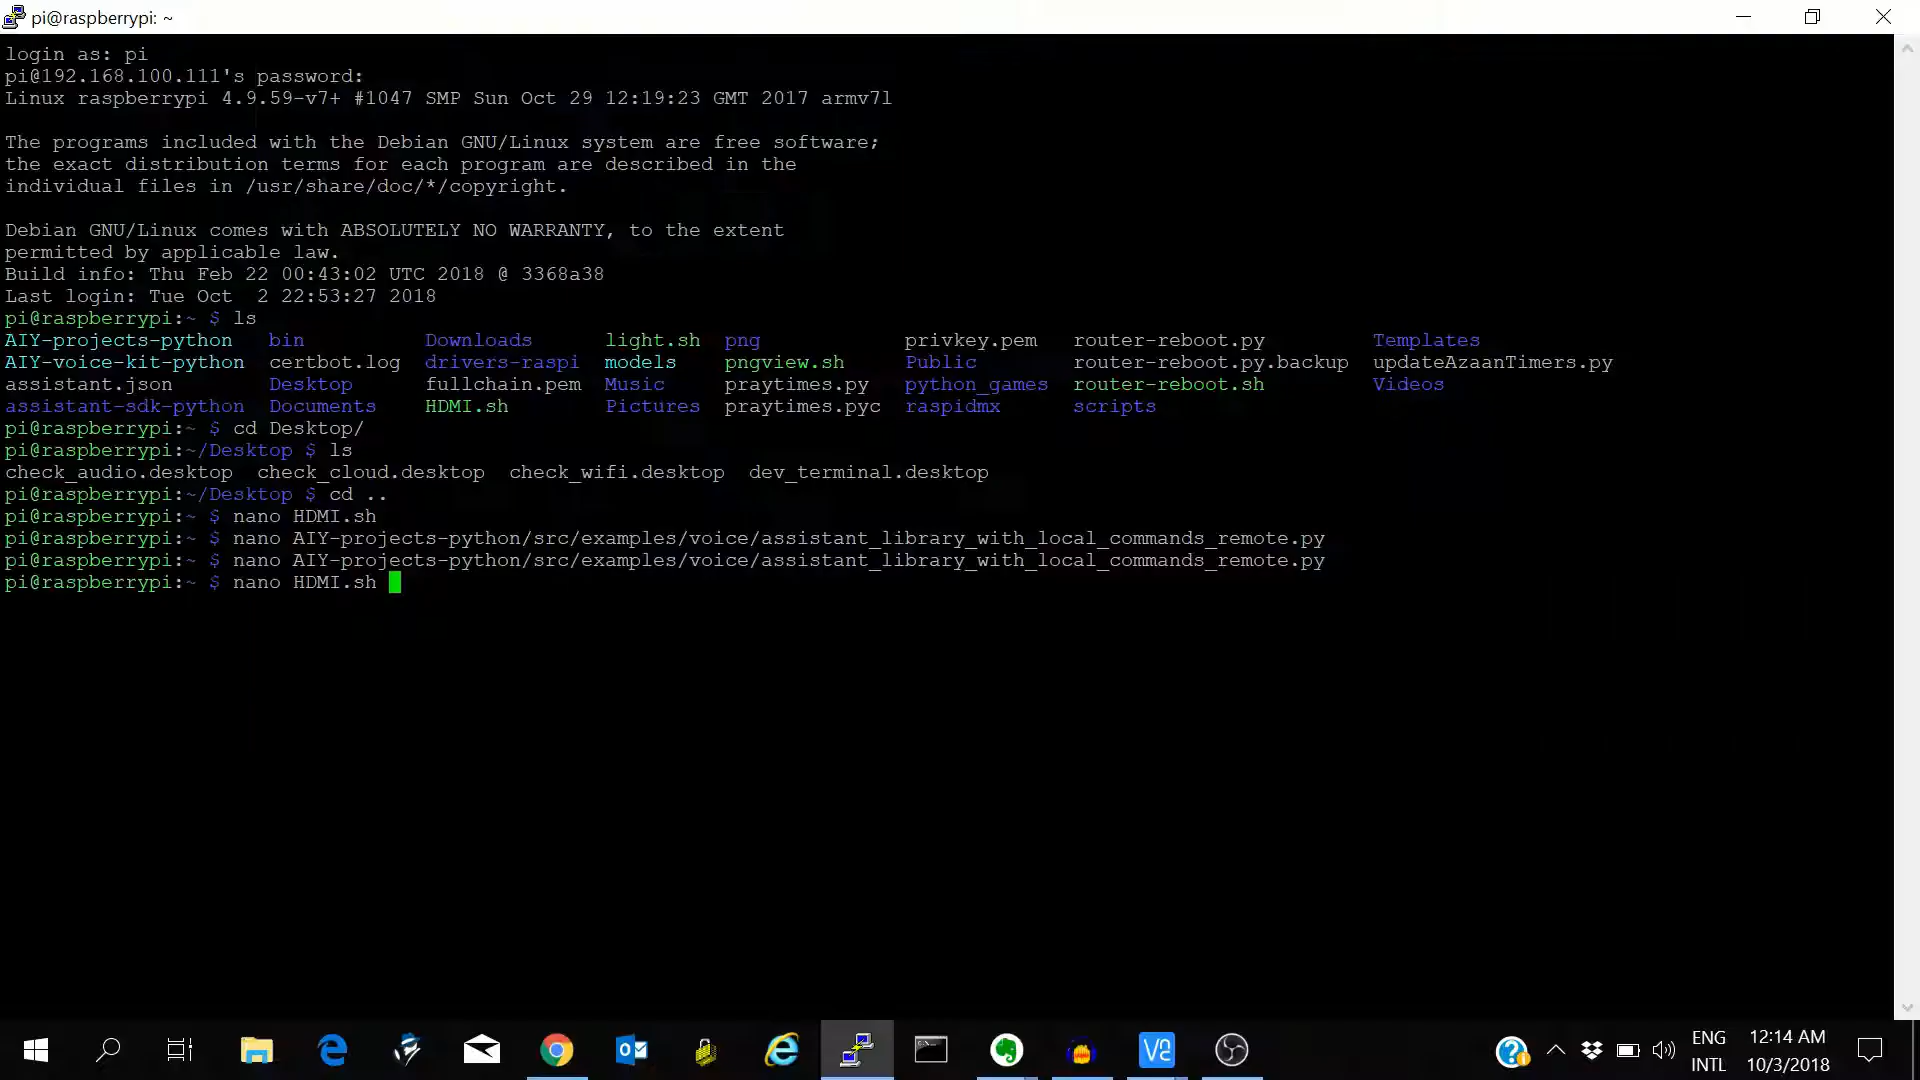 pi@raspberrypi: ~
login as: pi
pi@192.168.100.111's password:
Linux raspberrypi 4.9.59-v7+ #1047 SMP Sun Oct 29 12:19:23 GMT 2017 armv7l
The programs included with the Debian GNU/Linux system are free software;
the exact distribution terms for each program are described in the
individual files in /usr/share/doc/*/copyright.
Debian GNU/Linux comes with ABSOLUTELY NO WARRANTY, to the extent
permitted by applicable law.
Build info: Thu Feb 22 00:43:02 UTC 2018 @ 3368a38
Last login: Tue Oct  2 22:53:27 2018
pi@raspberrypi:~ $ ls
AIY-projects-python   bin          Downloads      light.sh  png         privkey.pem   router-reboot.py         Templates
AIY-voice-kit-python  certbot.log  drivers-raspi  models    pngview.sh  Public        router-reboot.py.backup  updateAzaanTimers.py
assistant.json        Desktop      fullchain.pem  Music     praytimes.py   python_games  router-reboot.sh         Videos
assistant-sdk-python  Documents    HDMI.sh        Pictures  praytimes.pyc  raspidmx      scripts
pi@raspberrypi:~ $ cd Desktop/
pi@raspberrypi:~/Desktop $ ls
check_audio.desktop  check_cloud.desktop  check_wifi.desktop  dev_terminal.desktop
pi@raspberrypi:~/Desktop $ cd ..
pi@raspberrypi:~ $ nano HDMI.sh
pi@raspberrypi:~ $ nano AIY-projects-python/src/examples/voice/assistant_library_with_local_commands_remote.py
pi@raspberrypi:~ $ nano AIY-projects-python/src/examples/voice/assistant_library_with_local_commands_remote.py
pi@raspberrypi:~ $ nano HDMI.sh
ENG 12:14 AM
INTL 10/3/2018